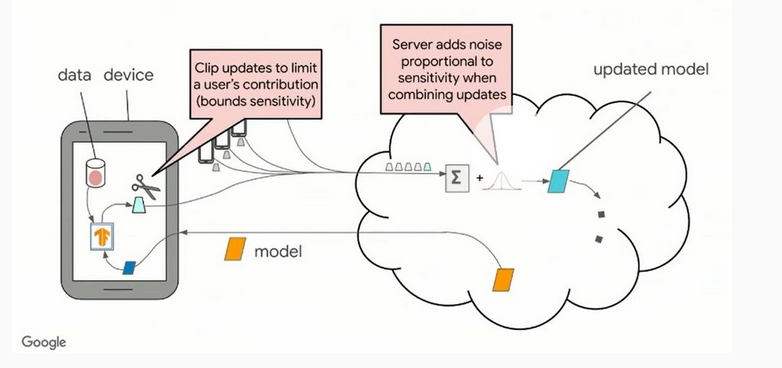 data device
Clip updates to limit
a user's contribution
(bounds sensitivity)
Server adds noise
proportional to
sensitivity when
combining updates
updated model
Σ
+
model
Google